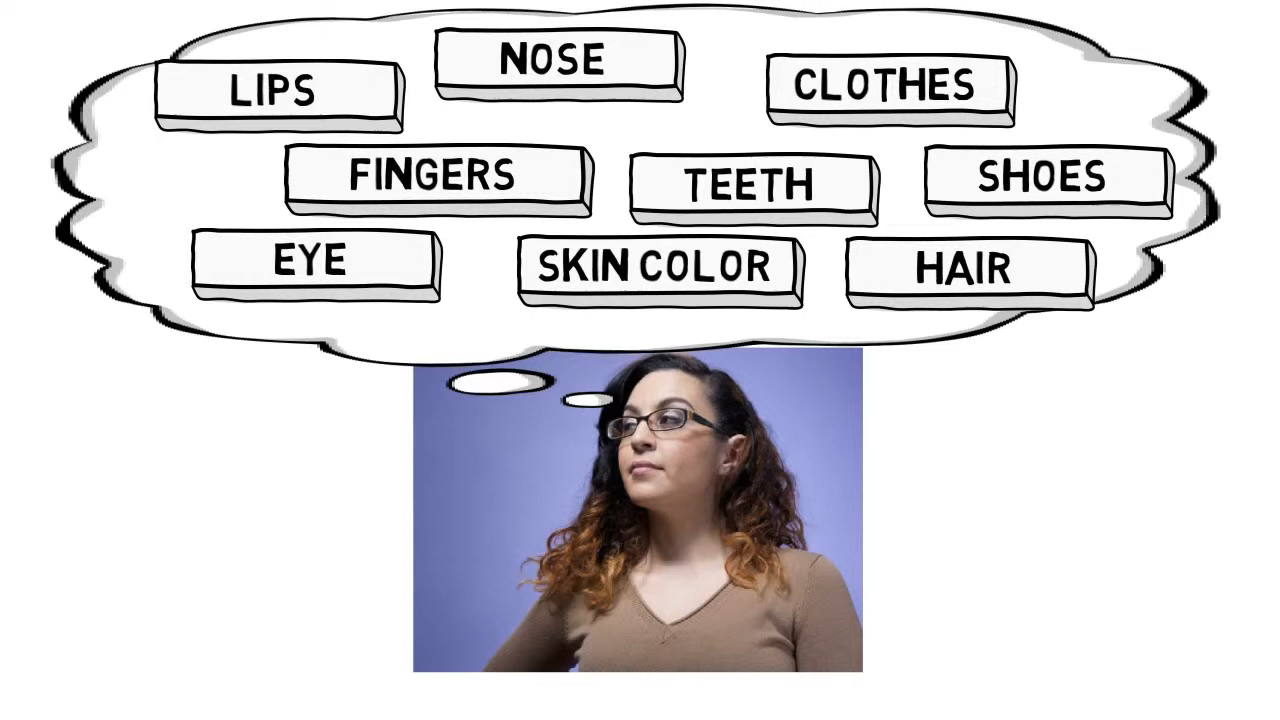 LIPS
NOSE
CLOTHES
FINGERS
TEETH
SHOES
EYE
SKIN COLOR
HAIR